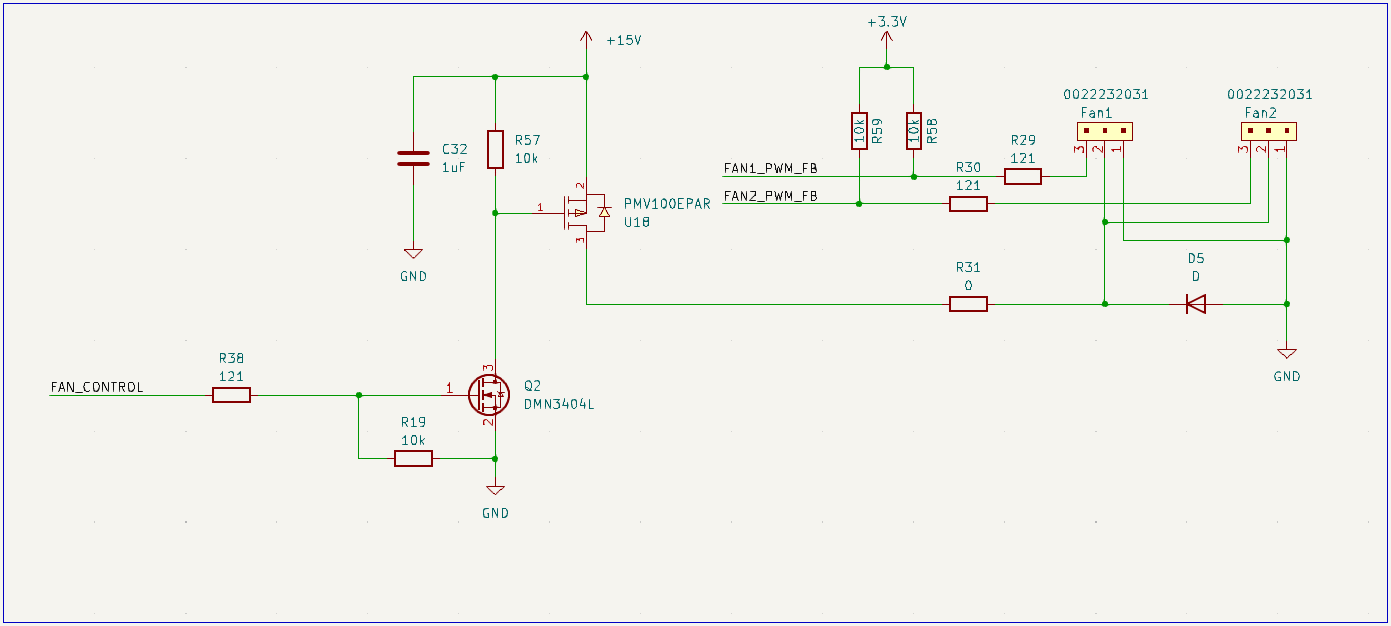 +15V
+3.3V
0022232031
Fan1
0022232031
Fan2
C32
1uF
R57
10k
10k
R59
10k
R58
R29
121
3
2
1
3
2
1
FAN1_PWM_FB
R30
121
FAN2_PWM_FB
2
1
3
PMV100EPAR
U18
GND
R31
0
D5
D
GND
R38
121
FAN_CONTROL
3
1
2
Q2
DMN3404L
R19
10k
GND